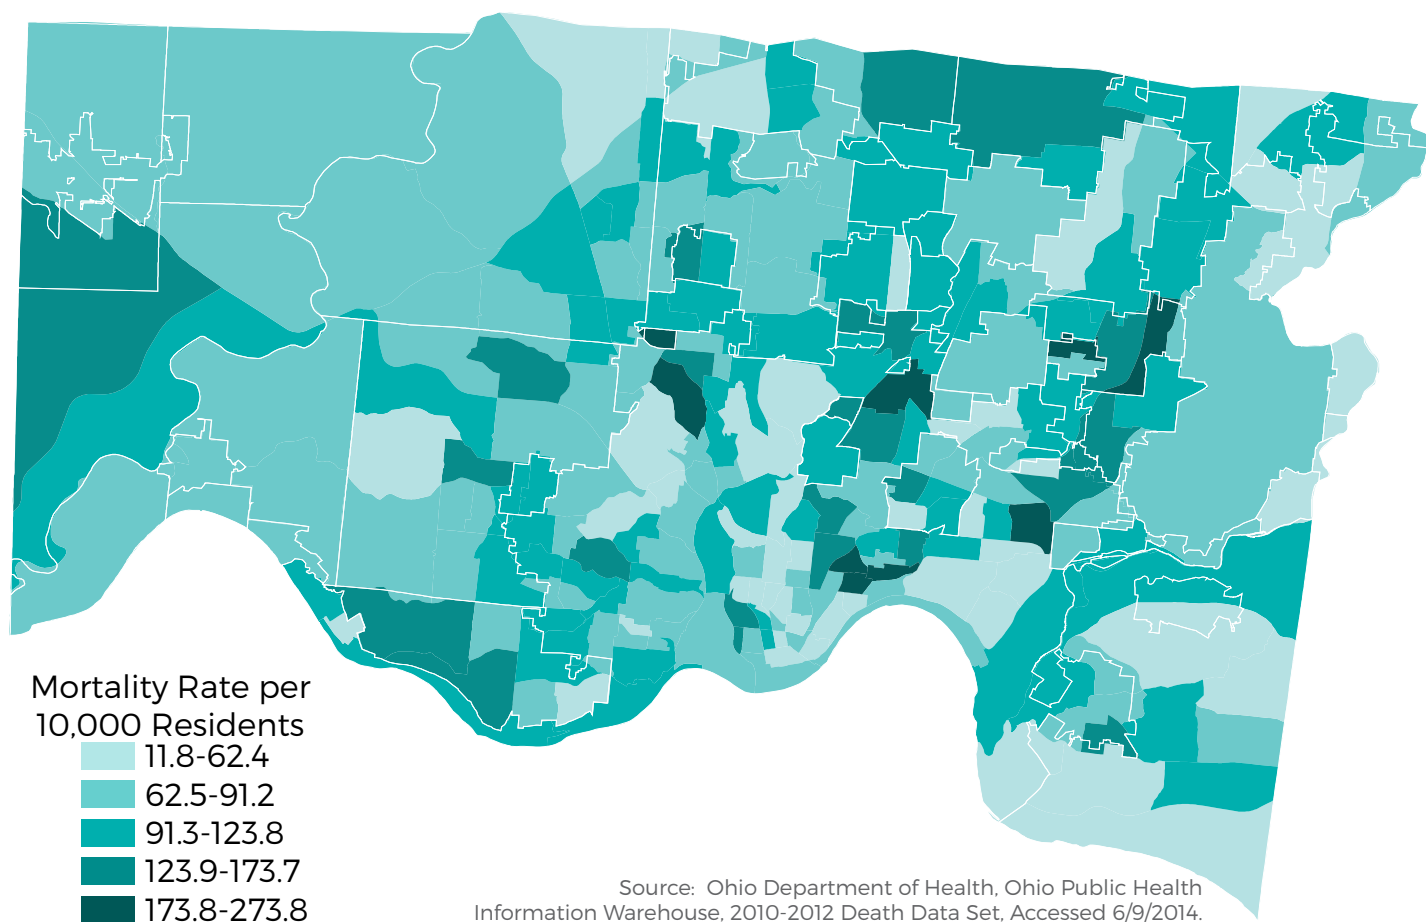 Mortality Rate per
10,000 Residents
11.8-62.4
62.5-91.2
91.3-123.8
123.9-173.7
173.8-273.8
Source: Ohio Department of Health, Ohio Public Health
Information Warehouse, 2010-2012 Death Data Set, Accessed 6/9/2014.